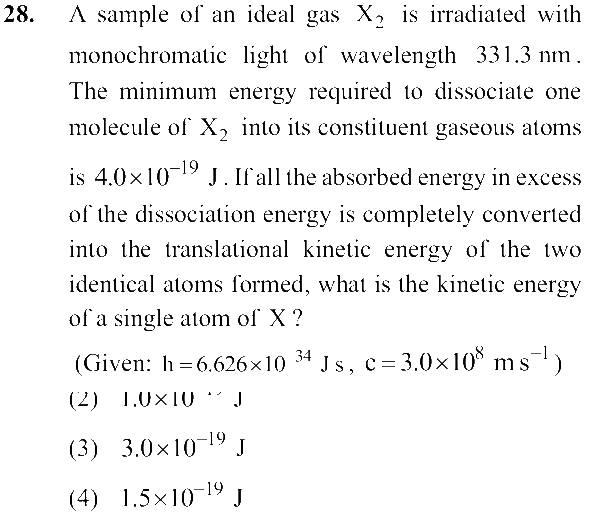 28. A sample of an ideal gas X₂ is irradiated with
monochromatic light of wavelength 331.3 nm.
The minimum energy required to dissociate one
molecule of X₂ into its constituent gaseous atoms
is 4.0×10⁻¹⁹ J. If all the absorbed energy in excess
of the dissociation energy is completely converted
into the translational kinetic energy of the two
identical atoms formed, what is the kinetic energy
of a single atom of X?
(Given: h = 6.626×10 ³⁴ J s, c = 3.0×10⁸ m s⁻¹)
(2) 1.0×10 J
(3) 3.0×10⁻¹⁹ J
(4) 1.5×10⁻¹⁹ J